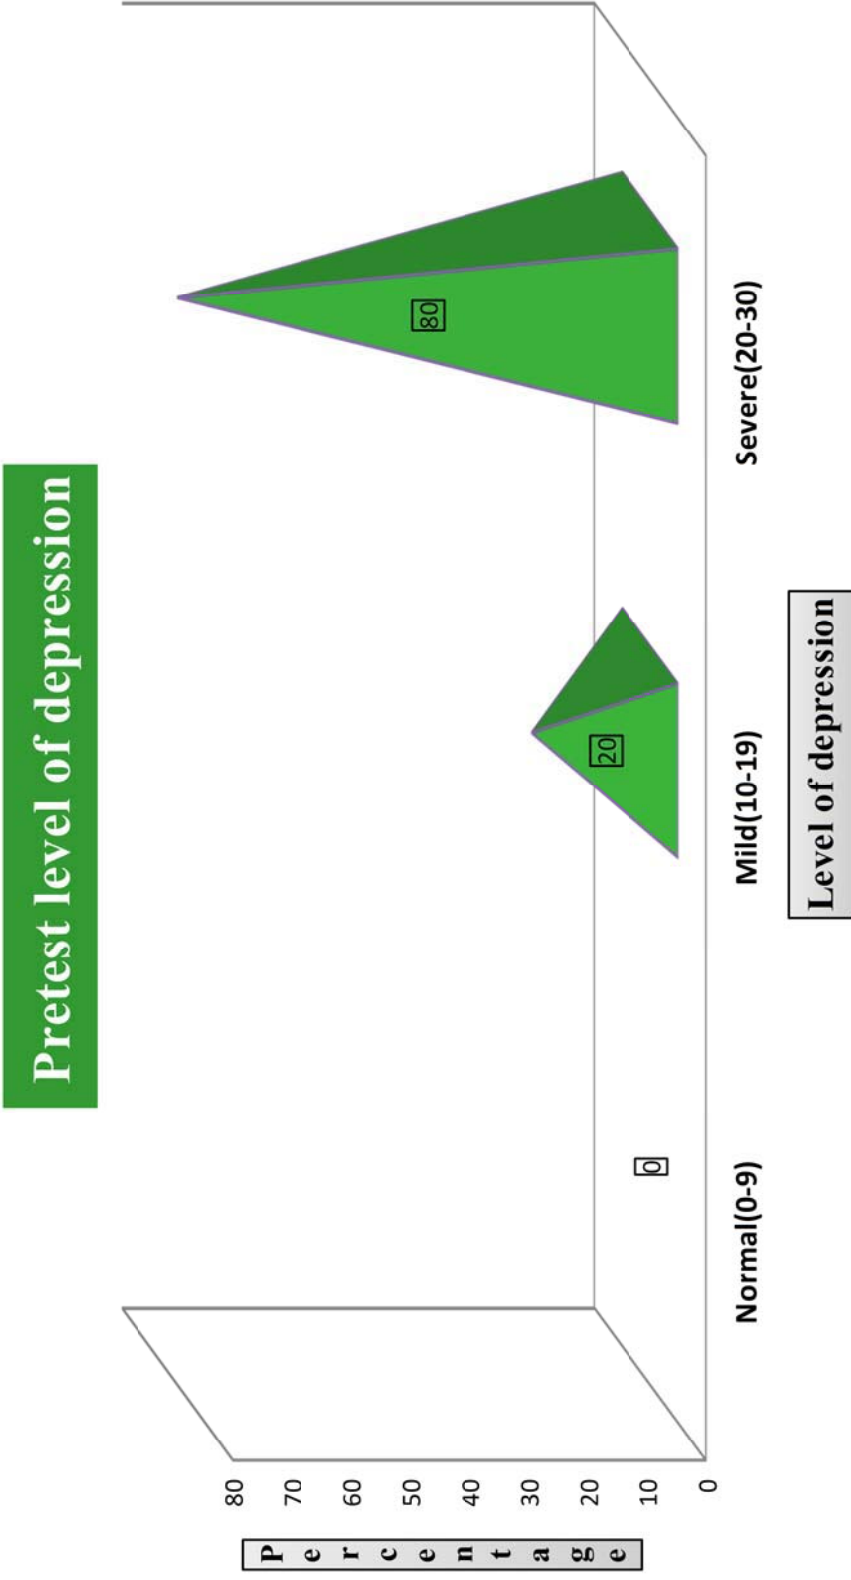 Pretest level of depression
Percentage
80
70
60
50
40
30
20
10
0
0
20
80
Normal(0-9)
Mild(10-19)
Severe(20-30)
Level of depression